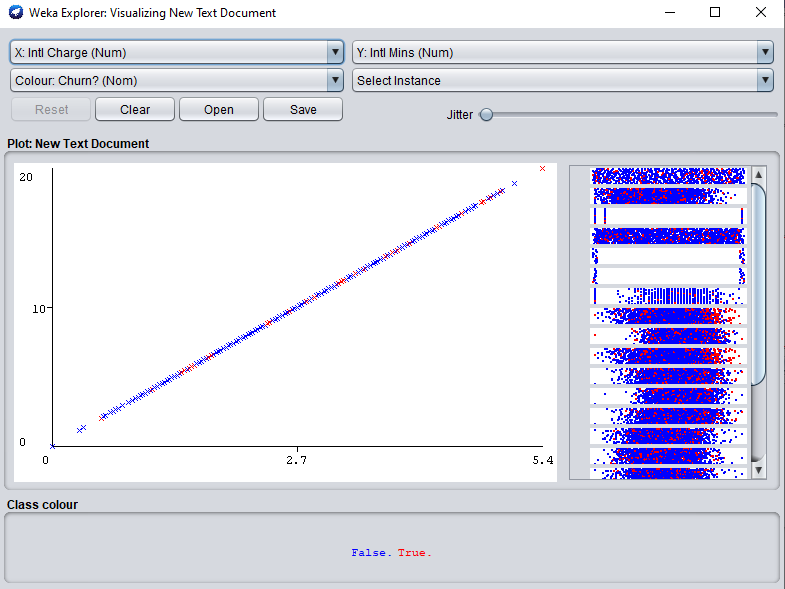 Weka Explorer: Visualizing New Text Document
X: Intl Charge (Num)
Y: Intl Mins (Num)
Colour: Churn? (Nom)
Select Instance
Reset
Clear
Open
Save
Jitter
Plot: New Text Document
20
10
0
0
2.7
5.4
Class colour
False. True.